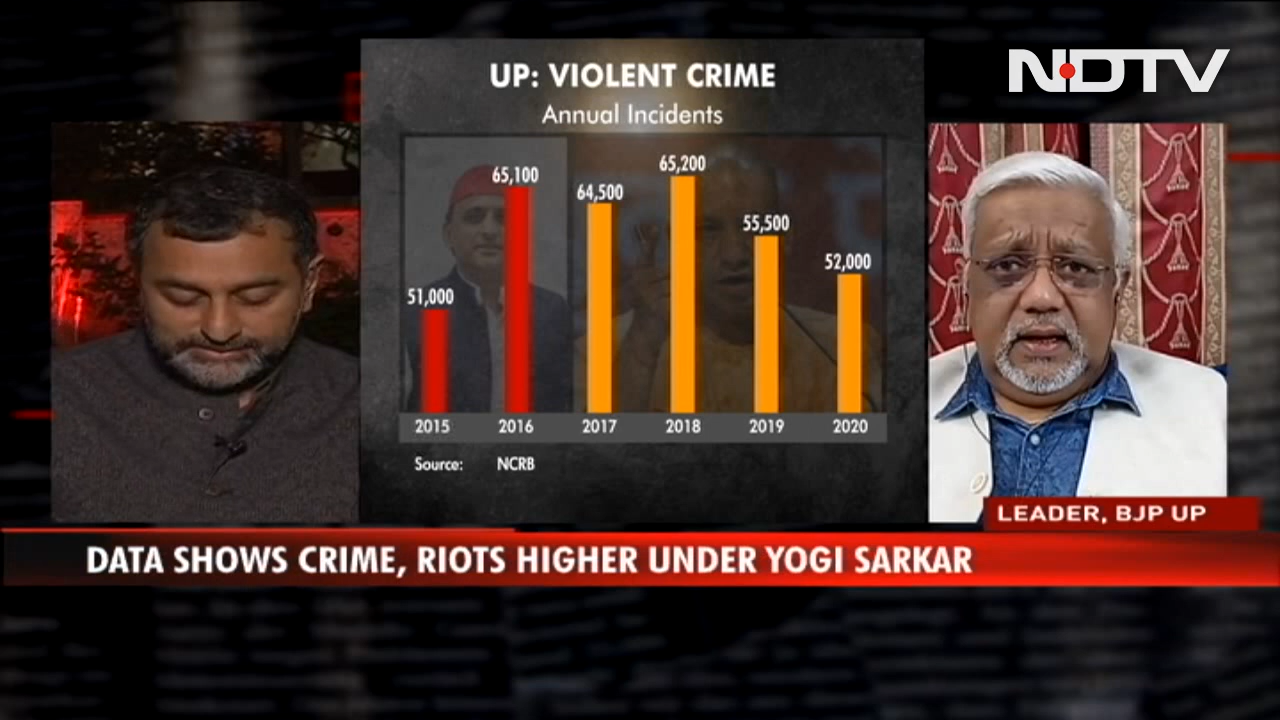 NDTV
UP: VIOLENT CRIME
Annual Incidents
51,000
65,100
64,500
65,200
55,500
52,000
2015 2016 2017 2018 2019 2020
Source: NCRB
LEADER, BJP UP
DATA SHOWS CRIME, RIOTS HIGHER UNDER YOGI SARKAR